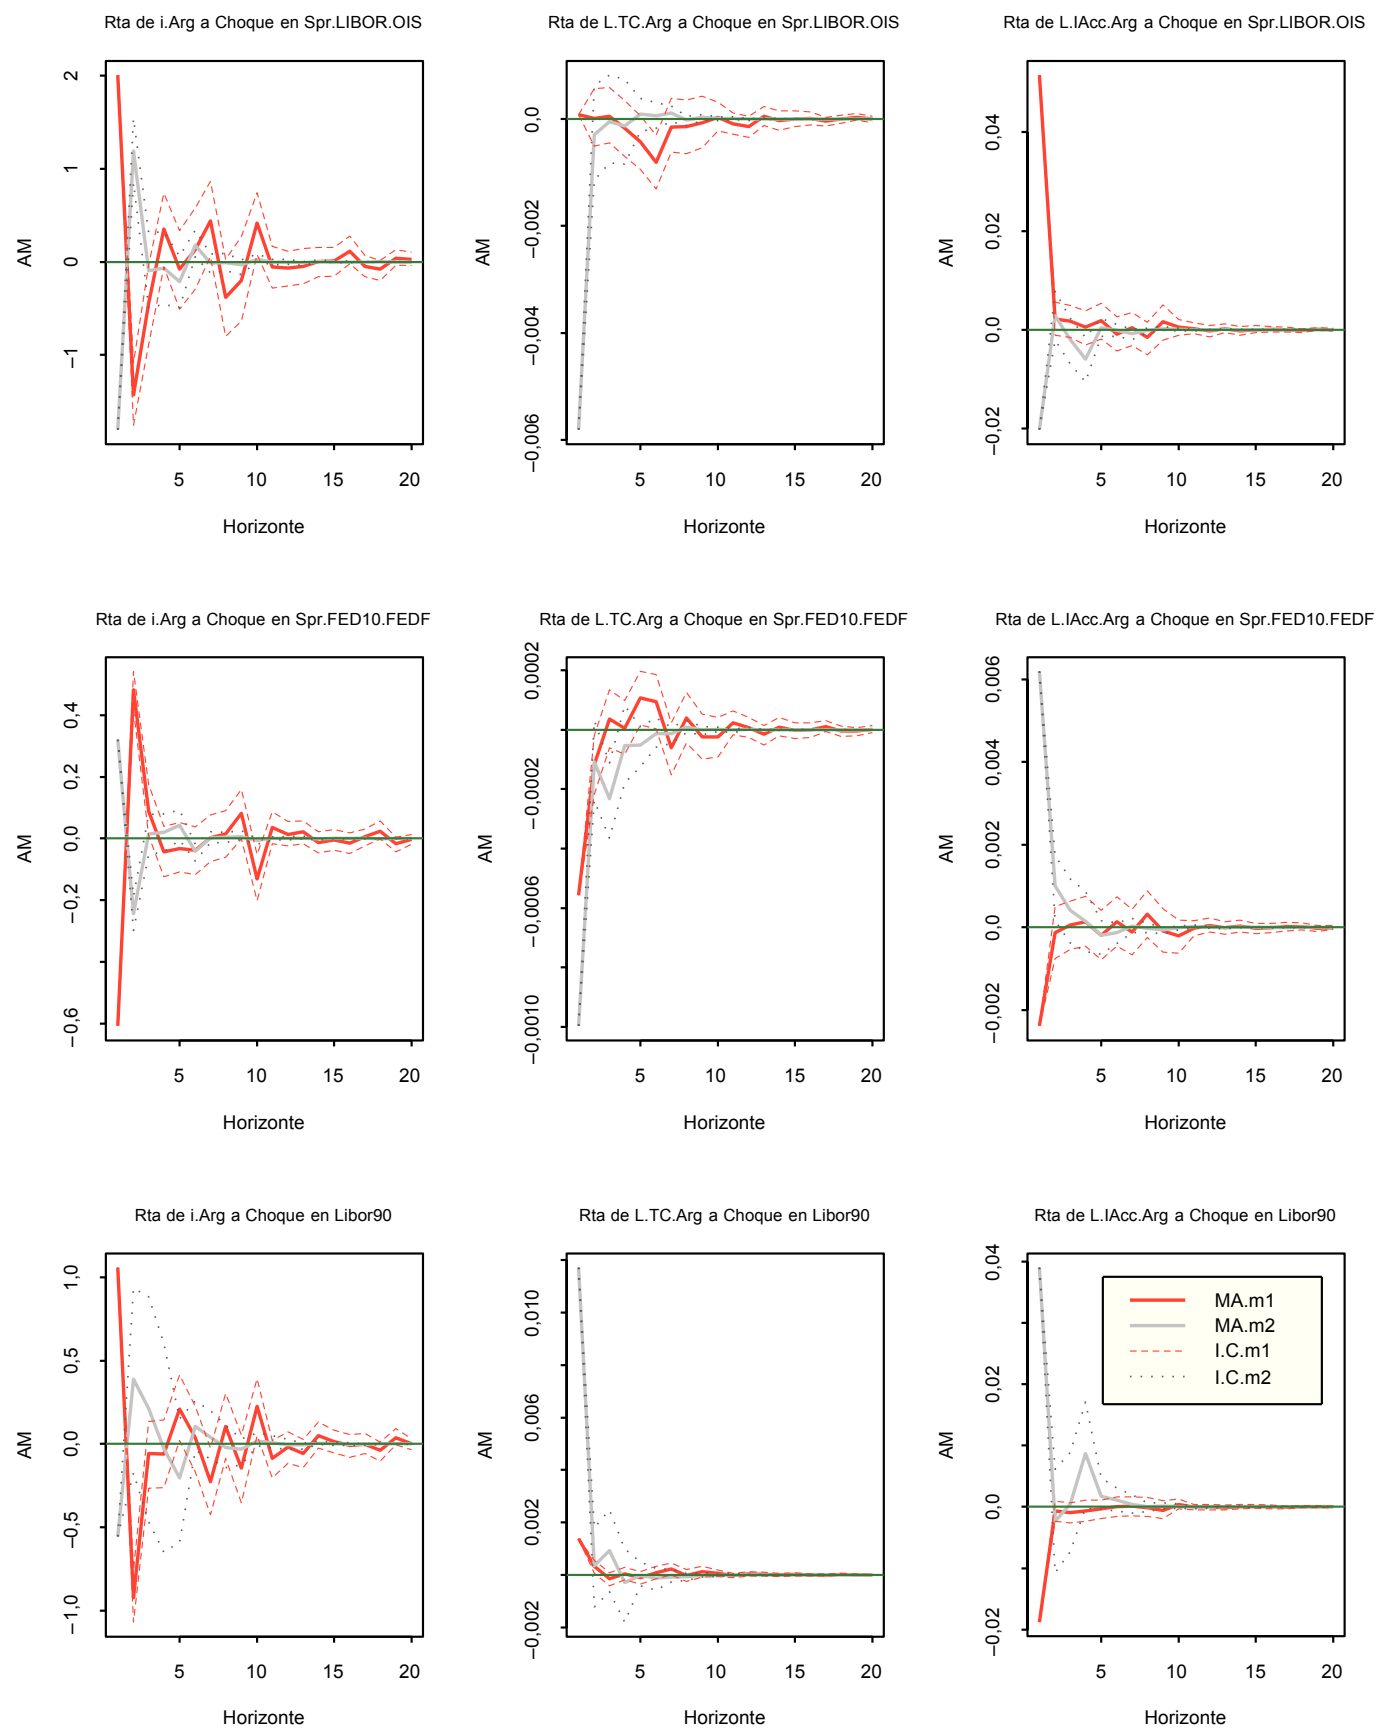 Rta de i.Arg a Choque en Spr.LIBOR.OIS
AM
2
1
0
−1
5 10 15 20
Horizonte
Rta de L.TC.Arg a Choque en Spr.LIBOR.OIS
AM
0,0
−0,002
−0,004
−0,006
5 10 15 20
Horizonte
Rta de L.IAcc.Arg a Choque en Spr.LIBOR.OIS
AM
0,04
0,02
0,0
−0,02
5 10 15 20
Horizonte
Rta de i.Arg a Choque en Spr.FED10.FEDF
AM
0,4
0,2
0,0
−0,2
−0,6
5 10 15 20
Horizonte
Rta de L.TC.Arg a Choque en Spr.FED10.FEDF
AM
0,0002
−0,0002
−0,0006
−0,0010
5 10 15 20
Horizonte
Rta de L.IAcc.Arg a Choque en Spr.FED10.FEDF
AM
0,006
0,004
0,002
0,0
−0,002
5 10 15 20
Horizonte
Rta de i.Arg a Choque en Libor90
AM
1,0
0,5
0,0
−0,5
−1,0
5 10 15 20
Horizonte
Rta de L.TC.Arg a Choque en Libor90
AM
0,010
0,006
0,002
−0,002
5 10 15 20
Horizonte
Rta de L.IAcc.Arg a Choque en Libor90
AM
0,04
0,02
0,0
−0,02
MA.m1
MA.m2
I.C.m1
I.C.m2
5 10 15 20
Horizonte